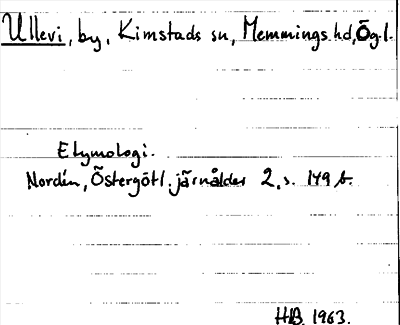 Ullevi, by, Kimstads sn, Memmings hd, Ög.l.
Etymologi.
Nordén, Östergötl. järnålder 2, s. 149 f.
HB. 1963.